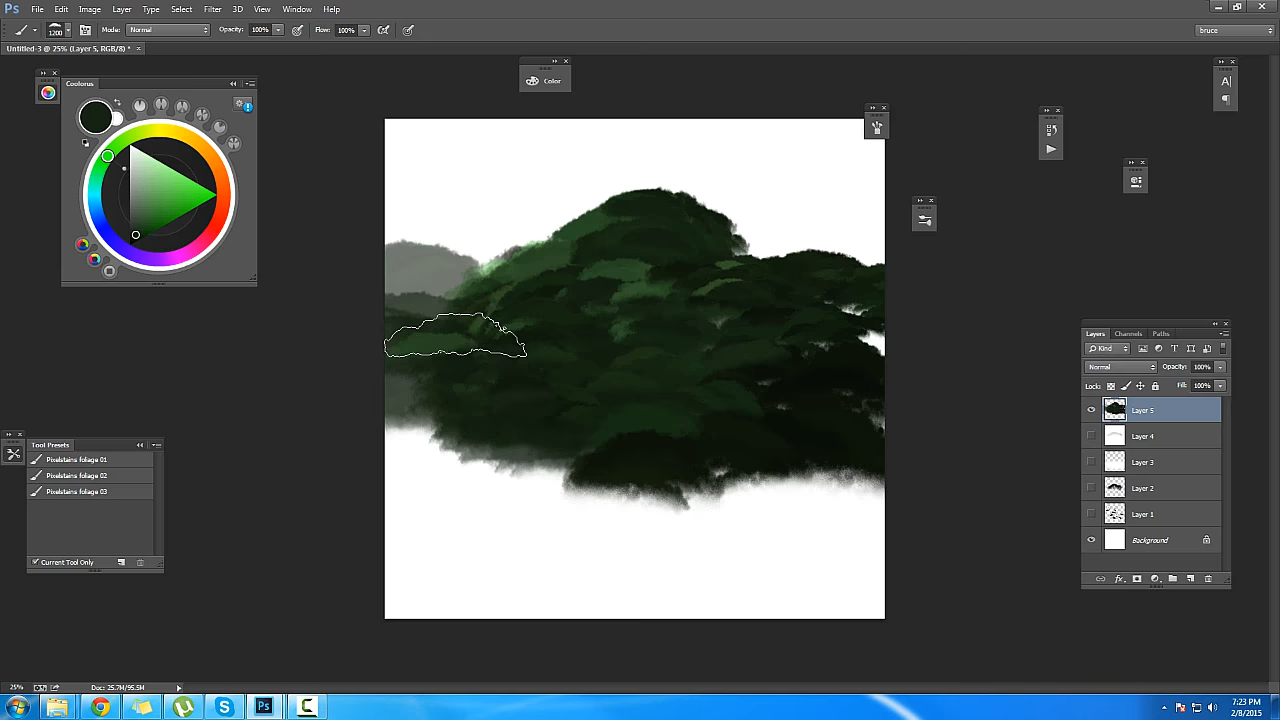 Ps File Edit Image Layer Type Select Filter 3D View Window Help
1200 Mode: Normal Opacity: 100% Flow: 100% bruce
Untitled-3 @ 25% (Layer 5, RGB/8) * ×
Coolorus
Color
A
Layers Channels Paths
Kind T
Normal Opacity: 100%
Lock: Fill: 100%
Layer 5
Layer 4
Layer 3
Layer 2
Layer 1
Background
fx
Tool Presets
Pixelstains foliage 01
Pixelstains foliage 02
Pixelstains foliage 03
Current Tool Only
25% Doc: 25.7M/95.5M
Ps
7:23 PM
2/8/2015